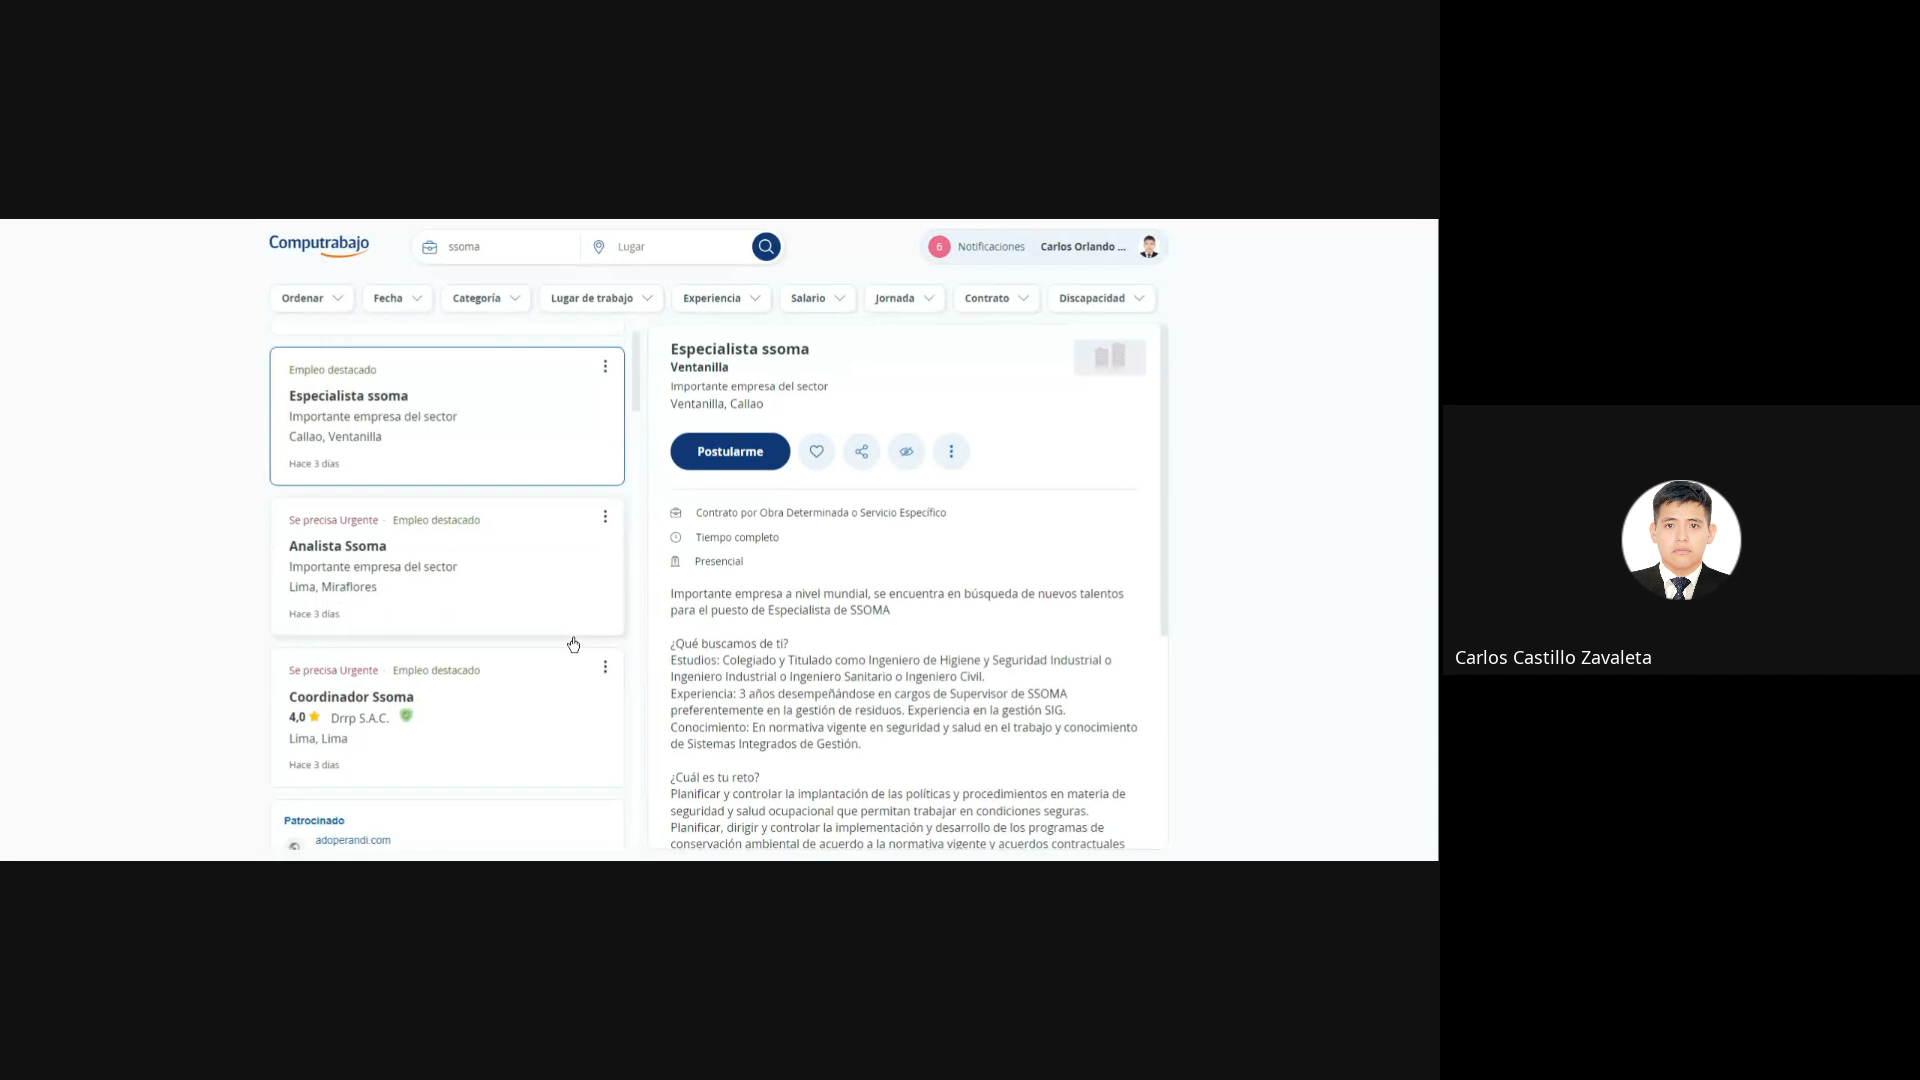 Computrabajo
ssoma
Lugar
6 Notificaciones Carlos Orlando ...
Ordenar
Fecha
Categoría
Lugar de trabajo
Experiencia
Salario
Jornada
Contrato
Discapacidad
Empleo destacado
Especialista ssoma
Importante empresa del sector
Callao, Ventanilla
Hace 3 días
Se precisa Urgente - Empleo destacado
Analista Ssoma
Importante empresa del sector
Lima, Miraflores
Hace 3 días
Se precisa Urgente - Empleo destacado
Coordinador Ssoma
4,0 Drrp S.A.C.
Lima, Lima
Hace 3 días
Patrocinado
adoperandi.com
Especialista ssoma
Ventanilla
Importante empresa del sector
Ventanilla, Callao
Postularme
Contrato por Obra Determinada o Servicio Específico
Tiempo completo
Presencial
Importante empresa a nivel mundial, se encuentra en búsqueda de nuevos talentos
para el puesto de Especialista de SSOMA
¿Qué buscamos de ti?
Estudios: Colegiado y Titulado como Ingeniero de Higiene y Seguridad Industrial o
Ingeniero Industrial o Ingeniero Sanitario o Ingeniero Civil.
Experiencia: 3 años desempeñándose en cargos de Supervisor de SSOMA
preferentemente en la gestión de residuos. Experiencia en la gestión SIG.
Conocimiento: En normativa vigente en seguridad y salud en el trabajo y conocimiento
de Sistemas Integrados de Gestión.
¿Cuál es tu reto?
Planificar y controlar la implantación de las políticas y procedimientos en materia de
seguridad y salud ocupacional que permitan trabajar en condiciones seguras.
Planificar, dirigir y controlar la implementación y desarrollo de los programas de
conservación ambiental de acuerdo a la normativa vigente y acuerdos contractuales
Carlos Castillo Zavaleta